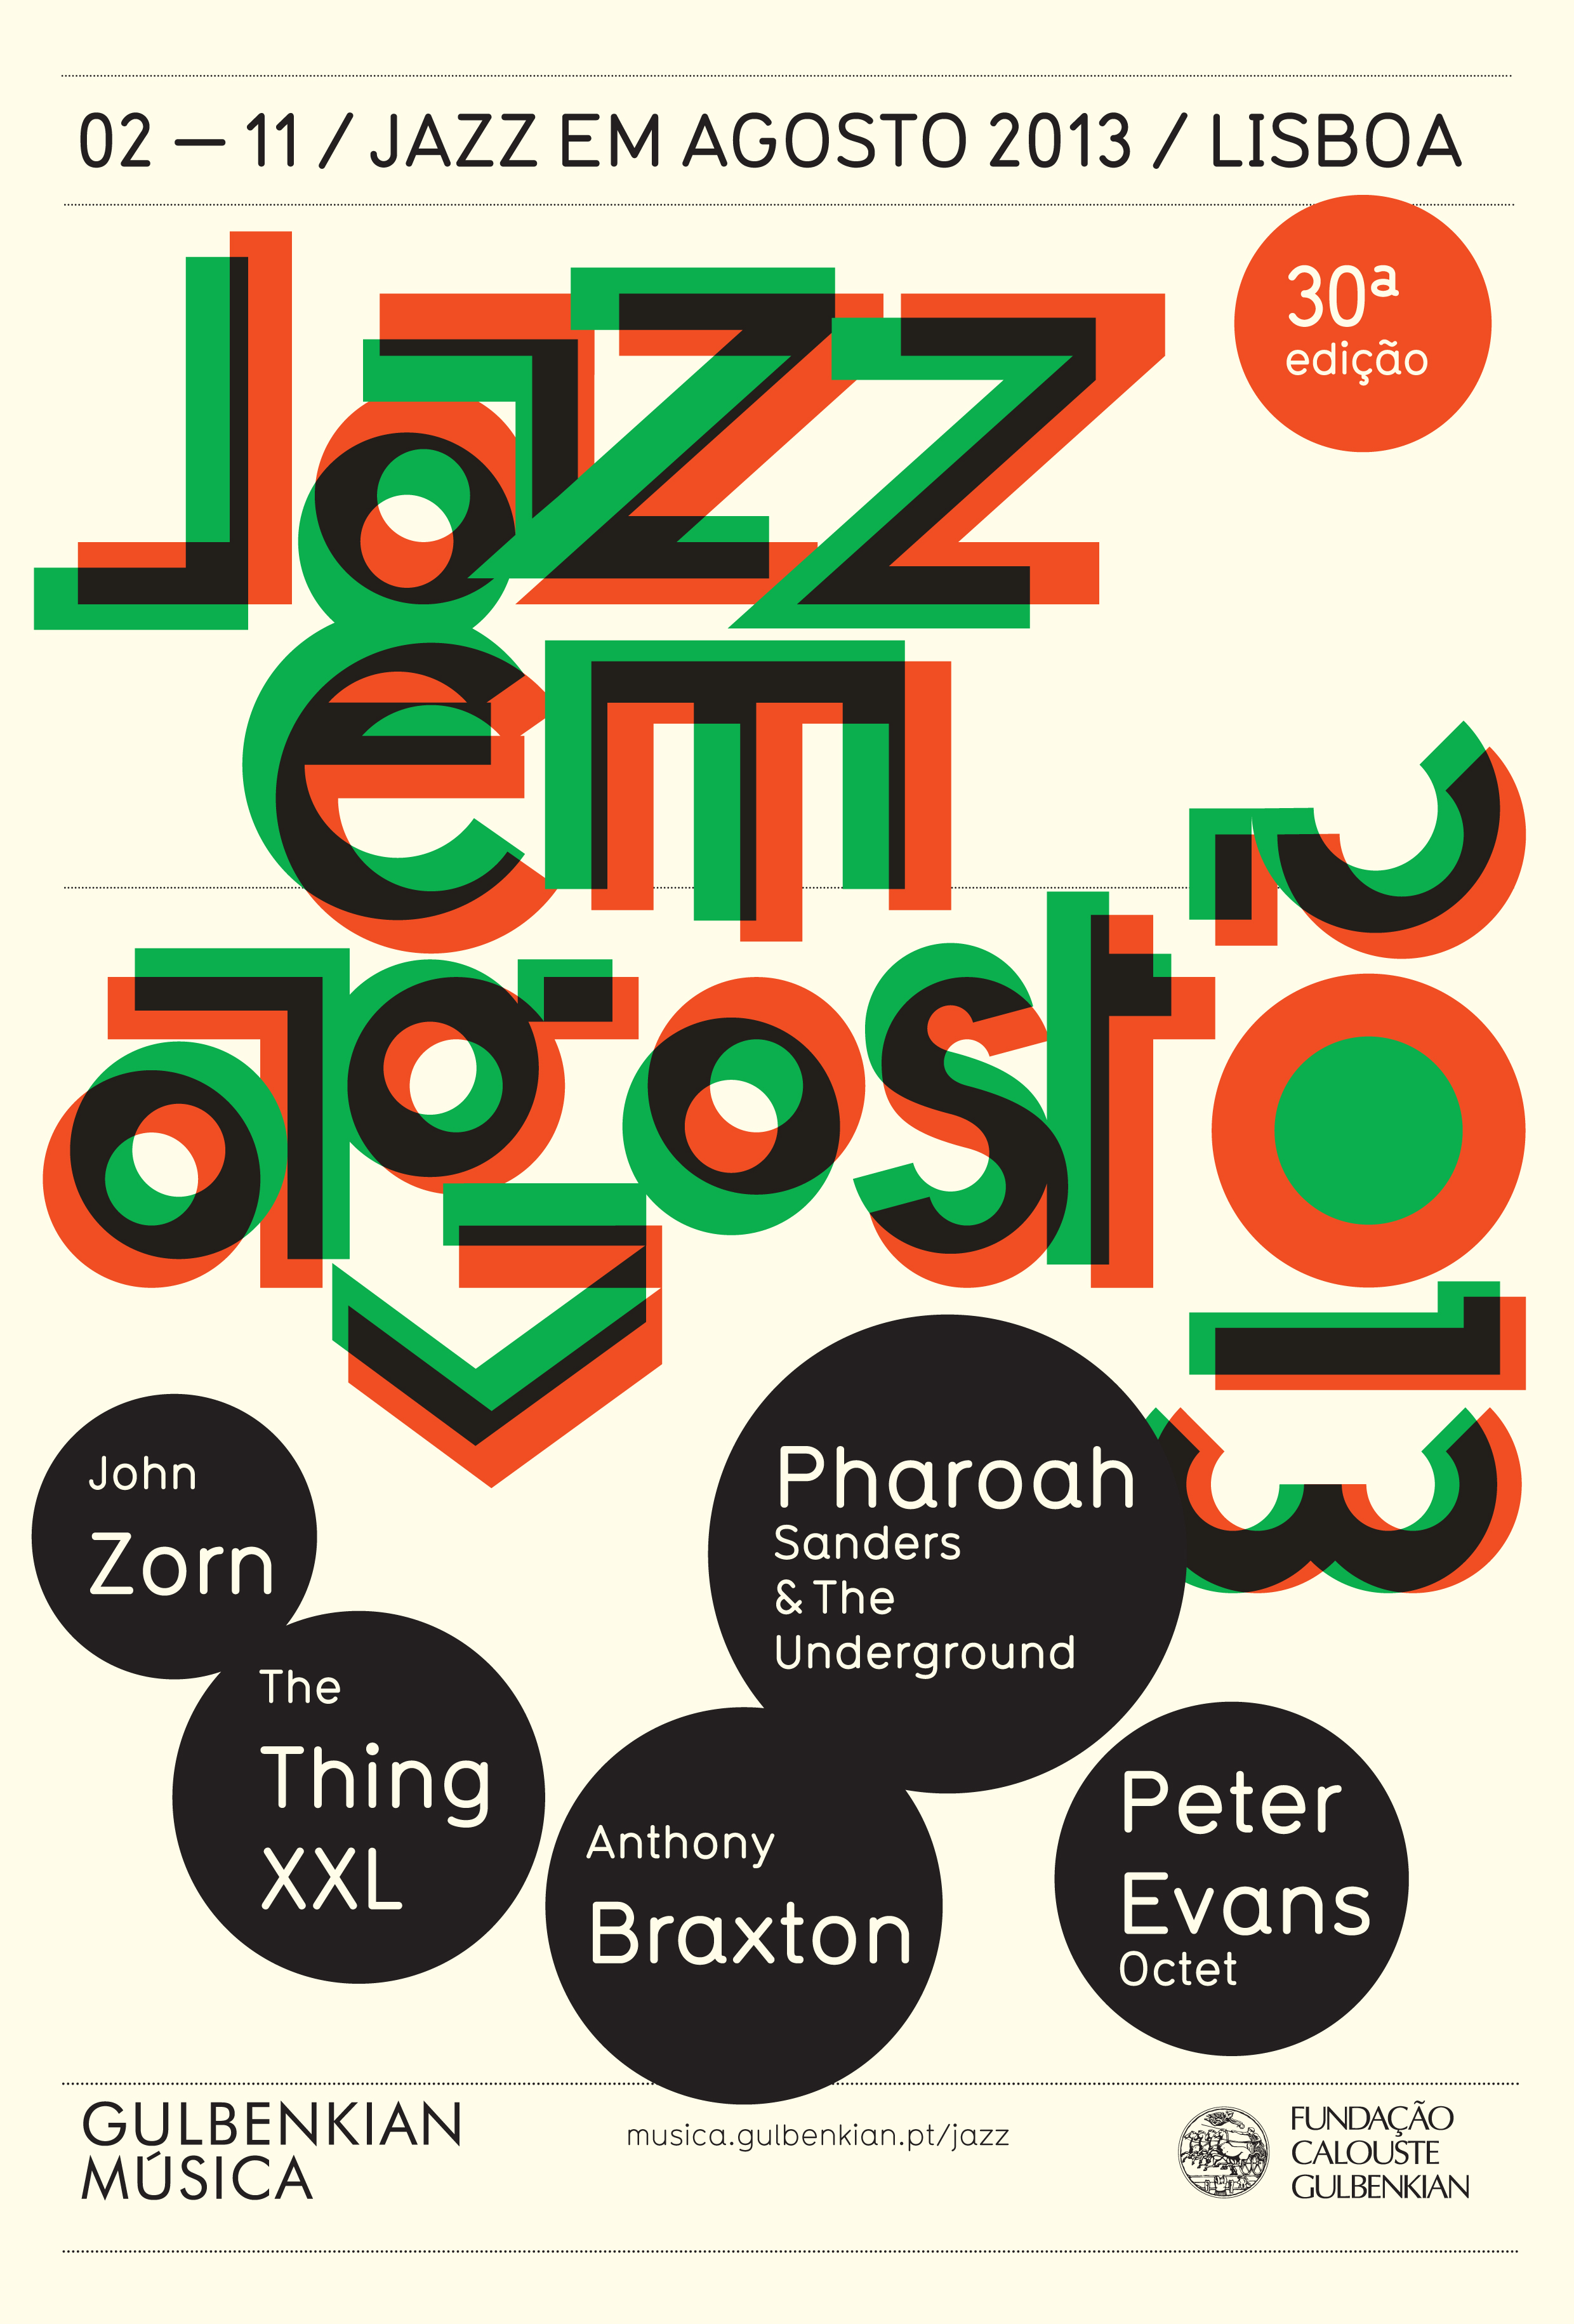 02 — 11 / JAZZ EM AGOSTO 2013 / LISBOA
30ª
edição
Jazz
em
agosto
2013
John
Zorn
The
Thing
XXL
Pharoah
Sanders
& The
Underground
Anthony
Braxton
Peter
Evans
Octet
GULBENKIAN
MÚSICA
musica.gulbenkian.pt/jazz
FUNDAÇÃO
CALOUSTE
GULBENKIAN